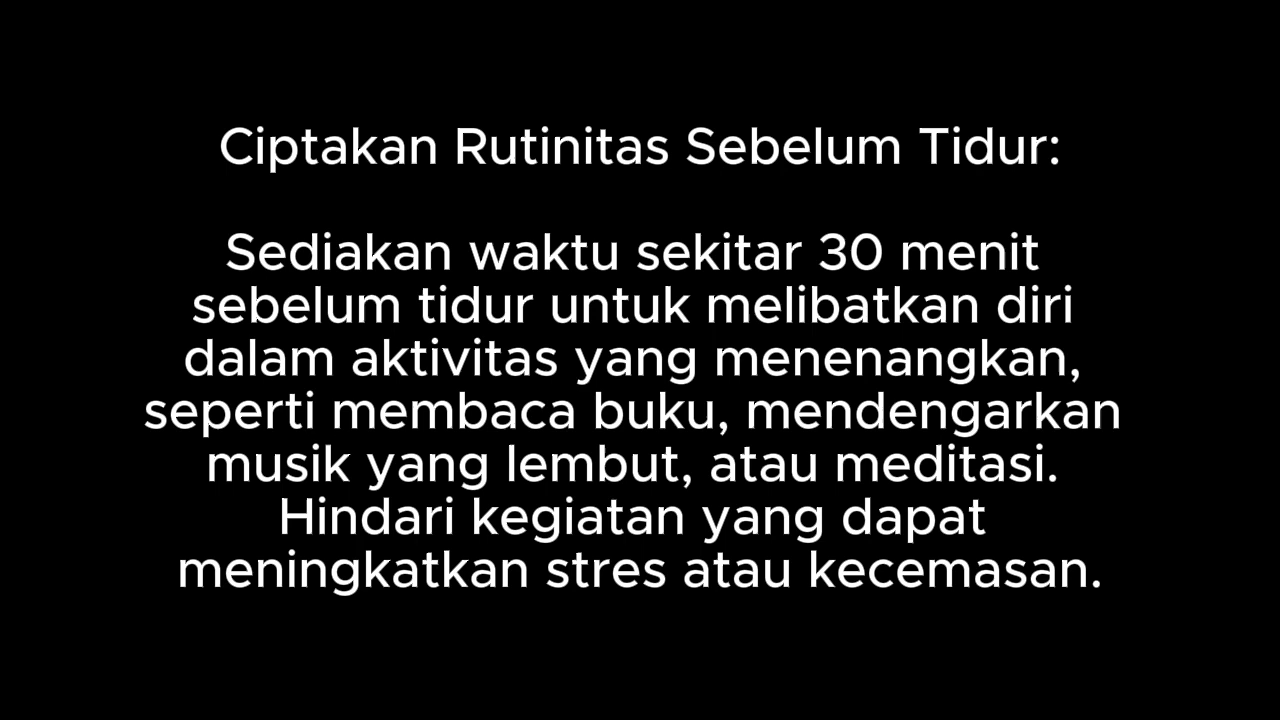 Ciptakan Rutinitas Sebelum Tidur:
Sediakan waktu sekitar 30 menit
sebelum tidur untuk melibatkan diri
dalam aktivitas yang menenangkan,
seperti membaca buku, mendengarkan
musik yang lembut, atau meditasi.
Hindari kegiatan yang dapat
meningkatkan stres atau kecemasan.